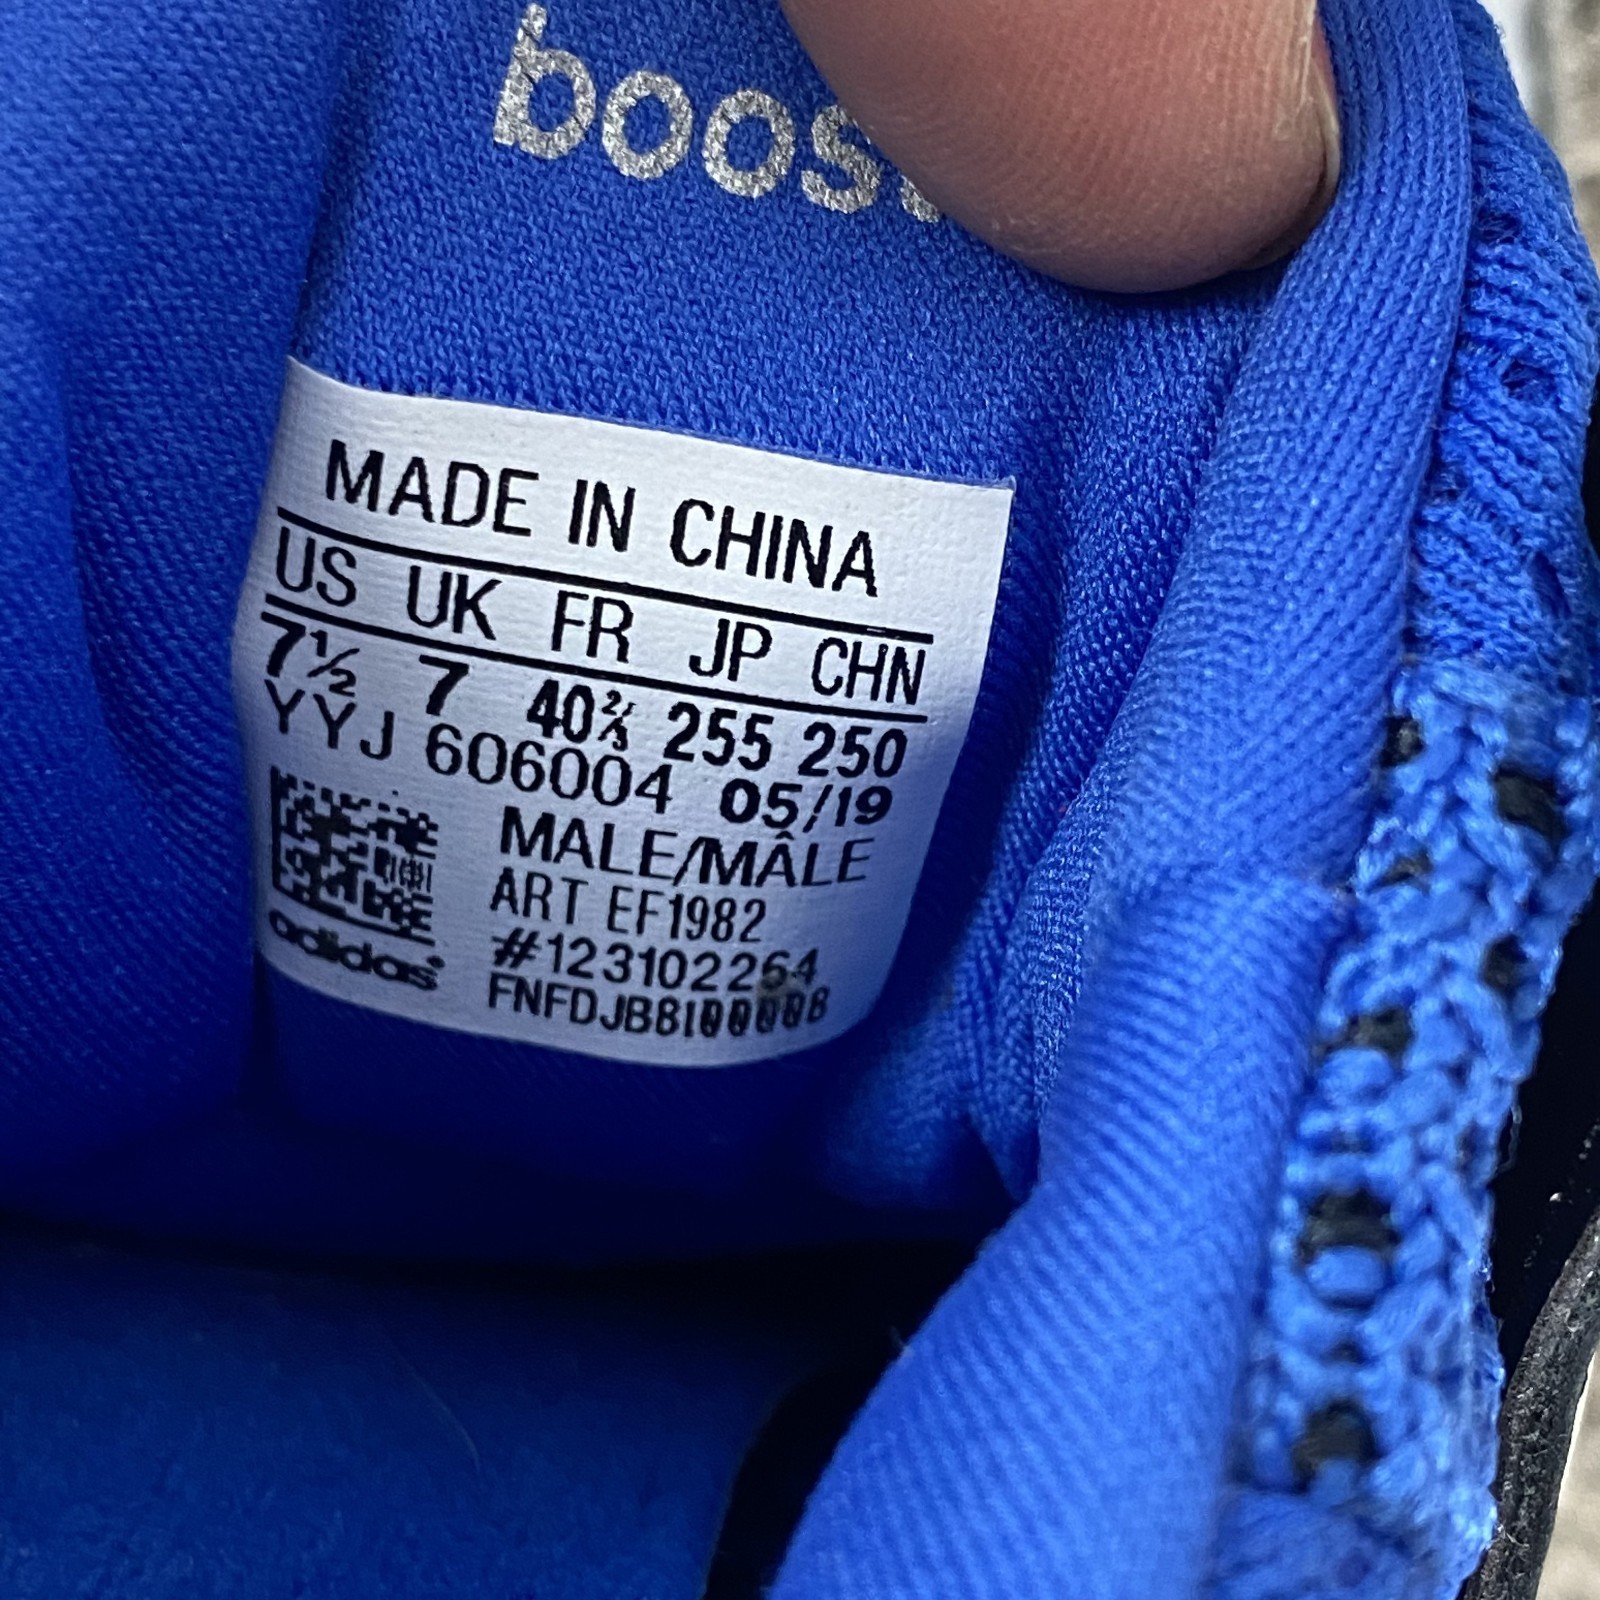 boost
MADE IN CHINA
US UK FR JP CHN
7½ 7 40⅔ 255 250
YYJ 606004 05/19
MALE/MÂLE
ART EF1982
#123102264
adidas